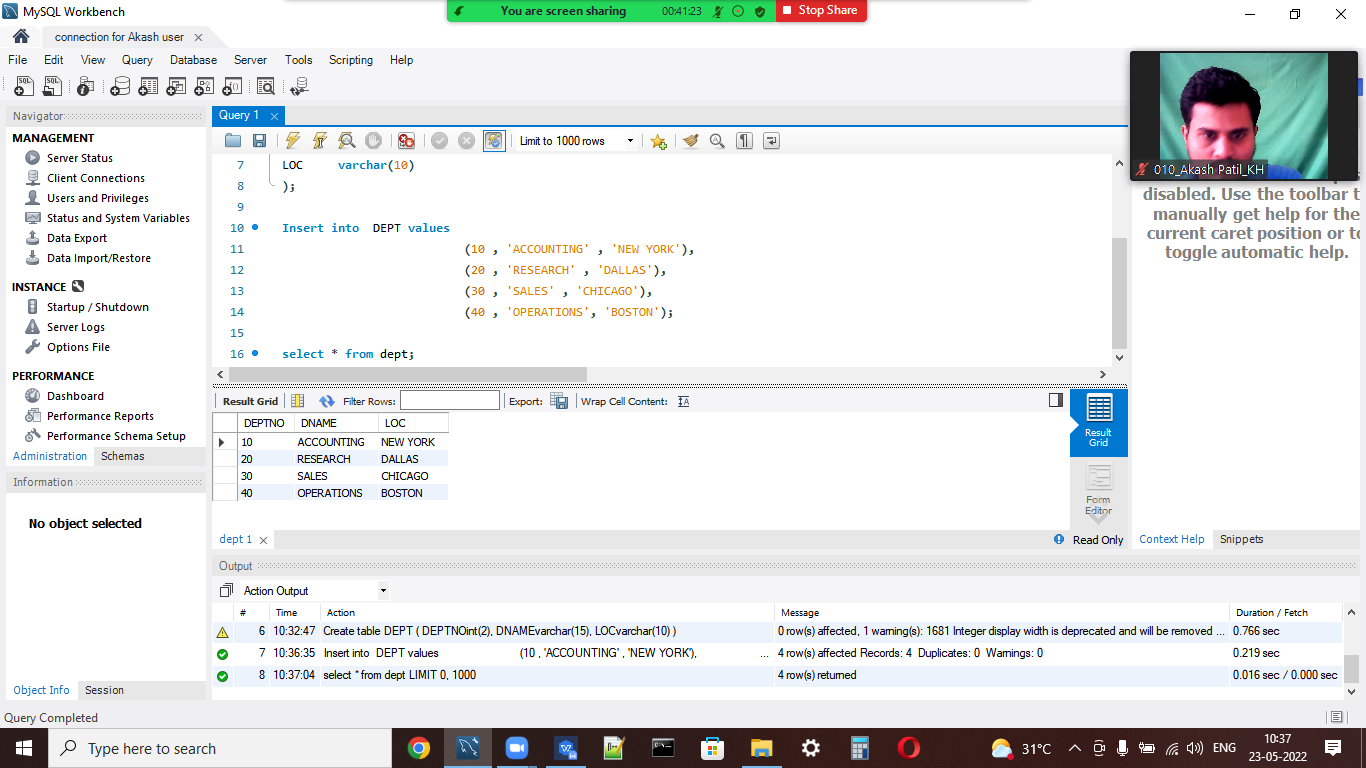 MySQL Workbench
You are screen sharing 00:41:23 Stop Share
connection for Akash user
File Edit View Query Database Server Tools Scripting Help
Navigator
MANAGEMENT
Server Status
Client Connections
Users and Privileges
Status and System Variables
Data Export
Data Import/Restore
INSTANCE
Startup / Shutdown
Server Logs
Options File
PERFORMANCE
Dashboard
Performance Reports
Performance Schema Setup
Administration Schemas
Information
No object selected
Object Info Session
Query Completed
Query 1
Limit to 1000 rows
7 LOC varchar(10)
8 );
9
10 Insert into DEPT values
11 (10 , 'ACCOUNTING' , 'NEW YORK'),
12 (20 , 'RESEARCH' , 'DALLAS'),
13 (30 , 'SALES' , 'CHICAGO'),
14 (40 , 'OPERATIONS', 'BOSTON');
15
16 select * from dept;
Result Grid Filter Rows: Export: Wrap Cell Content:
DEPTNO DNAME LOC
10 ACCOUNTING NEW YORK
20 RESEARCH DALLAS
30 SALES CHICAGO
40 OPERATIONS BOSTON
Result
Grid
Form
Editor
dept 1
Read Only
010_Akash Patil_KH
disabled. Use the toolbar t
manually get help for the
current caret position or to
toggle automatic help.
Context Help Snippets
Output
Action Output
# Time Action Message Duration / Fetch
6 10:32:47 Create table DEPT ( DEPTNOint(2), DNAMEvarchar(15), LOCvarchar(10) ) 0 row(s) affected, 1 warning(s): 1681 Integer display width is deprecated and will be removed ... 0.766 sec
7 10:36:35 Insert into DEPT values (10 , 'ACCOUNTING' , 'NEW YORK'), ... 4 row(s) affected Records: 4 Duplicates: 0 Warnings: 0 0.219 sec
8 10:37:04 select * from dept LIMIT 0, 1000 4 row(s) returned 0.016 sec / 0.000 sec
Type here to search
31°C
ENG
10:37
23-05-2022